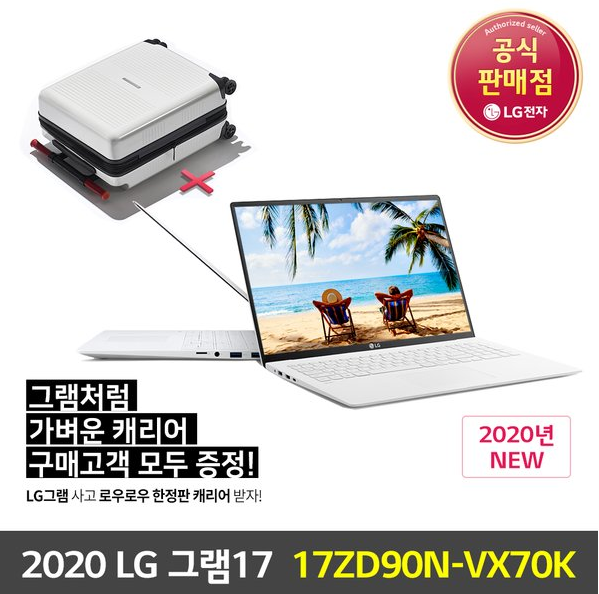 Authorized seller
공식
판매점
LG전자
LG
그램처럼
가벼운 캐리어
구매고객 모두 증정!
LG그램 사고 로우로우 한정판 캐리어 받자!
2020년
NEW
2020 LG 그램17 17ZD90N-VX70K